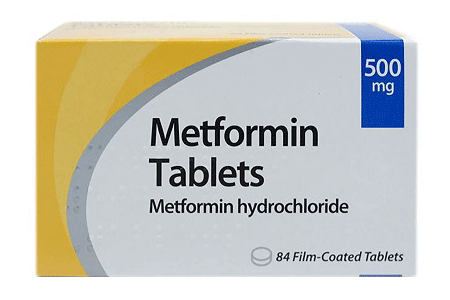 500
mg
Metformin
Tablets
Metformin hydrochloride
84 Film-Coated Tablets